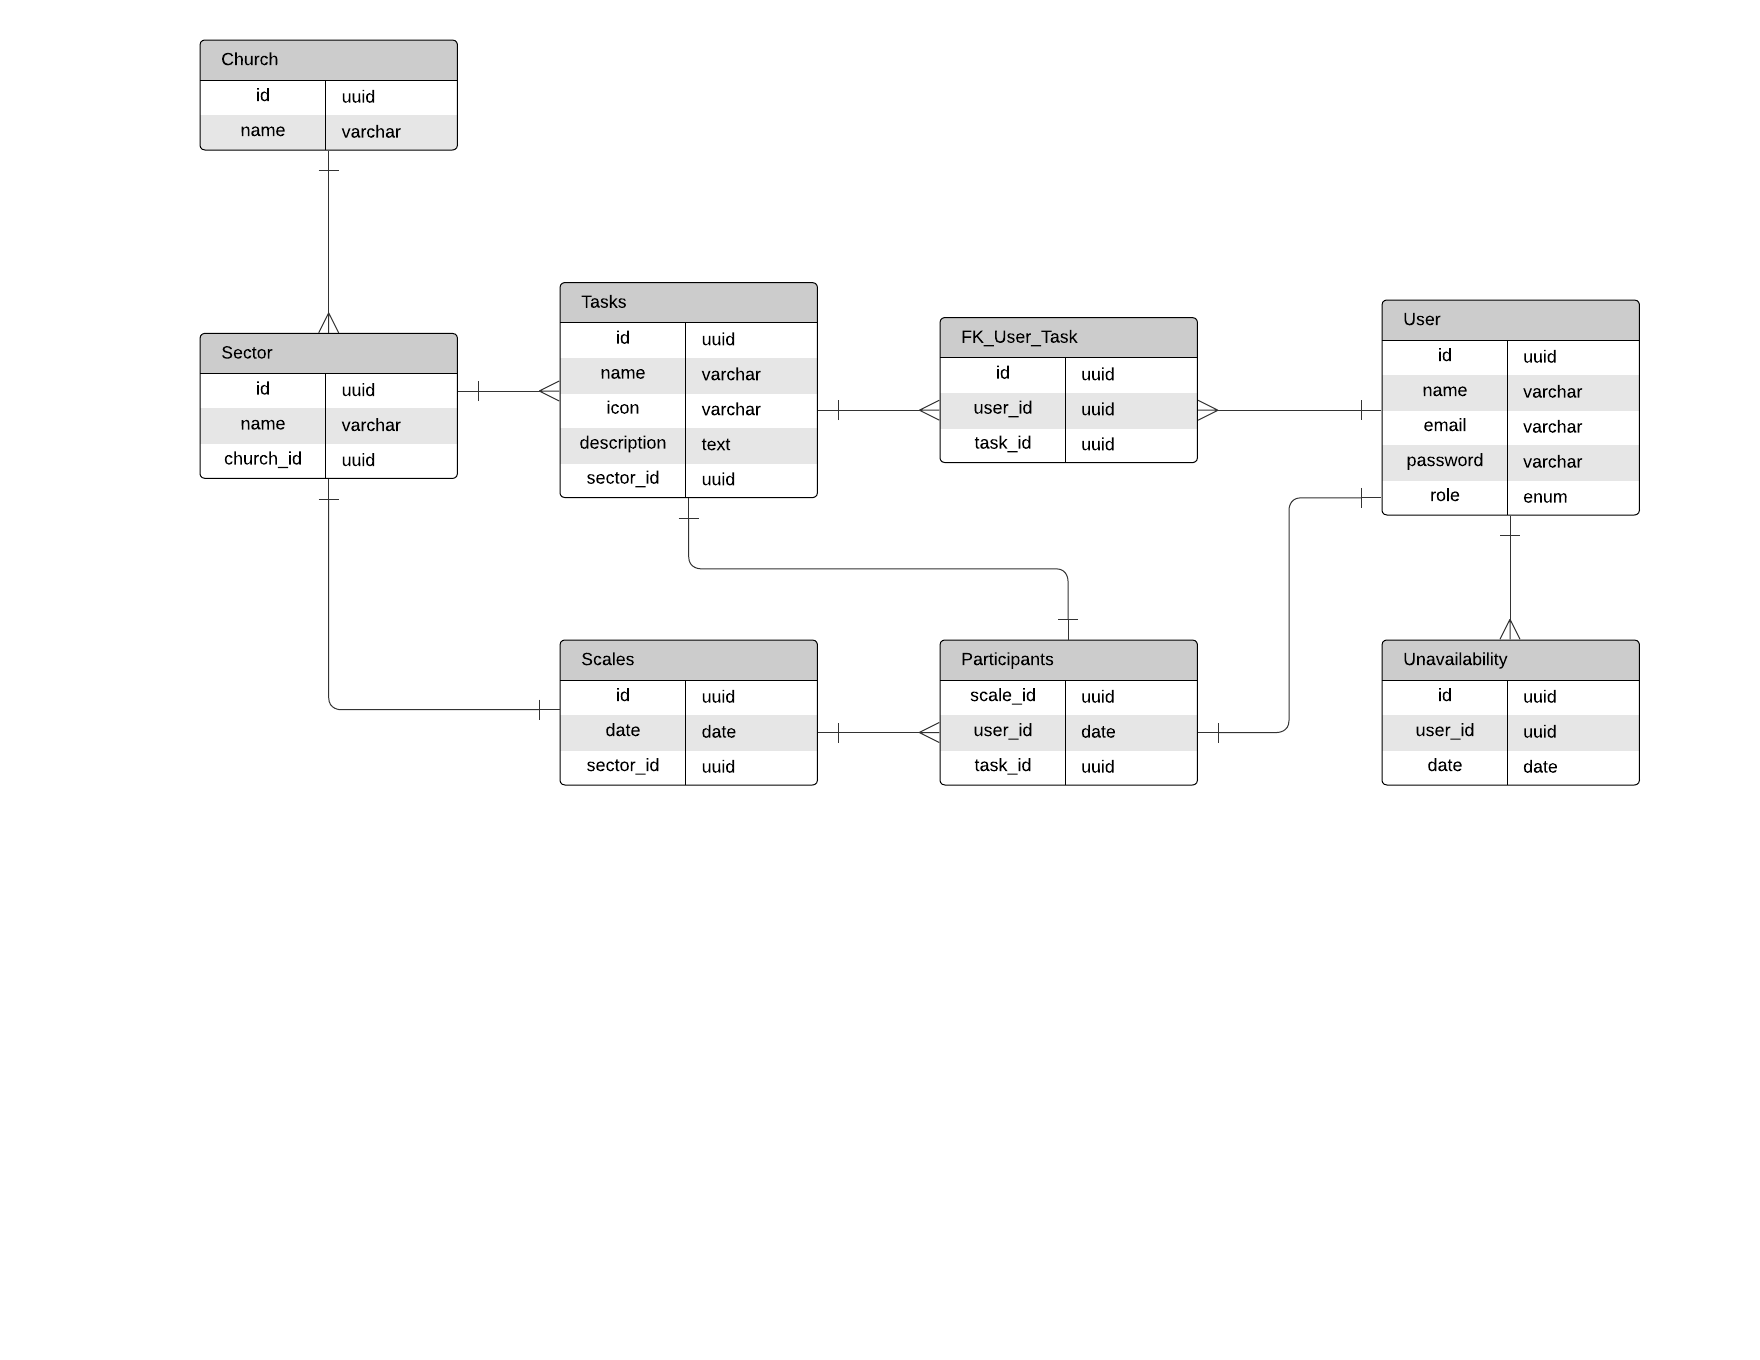 Church
id uuid
name varchar
Sector
id uuid
name varchar
church_id uuid
Tasks
id uuid
name varchar
icon varchar
description text
sector_id uuid
FK_User_Task
id uuid
user_id uuid
task_id uuid
User
id uuid
name varchar
email varchar
password varchar
role enum
Scales
id uuid
date date
sector_id uuid
Participants
scale_id uuid
user_id date
task_id uuid
Unavailability
id uuid
user_id uuid
date date